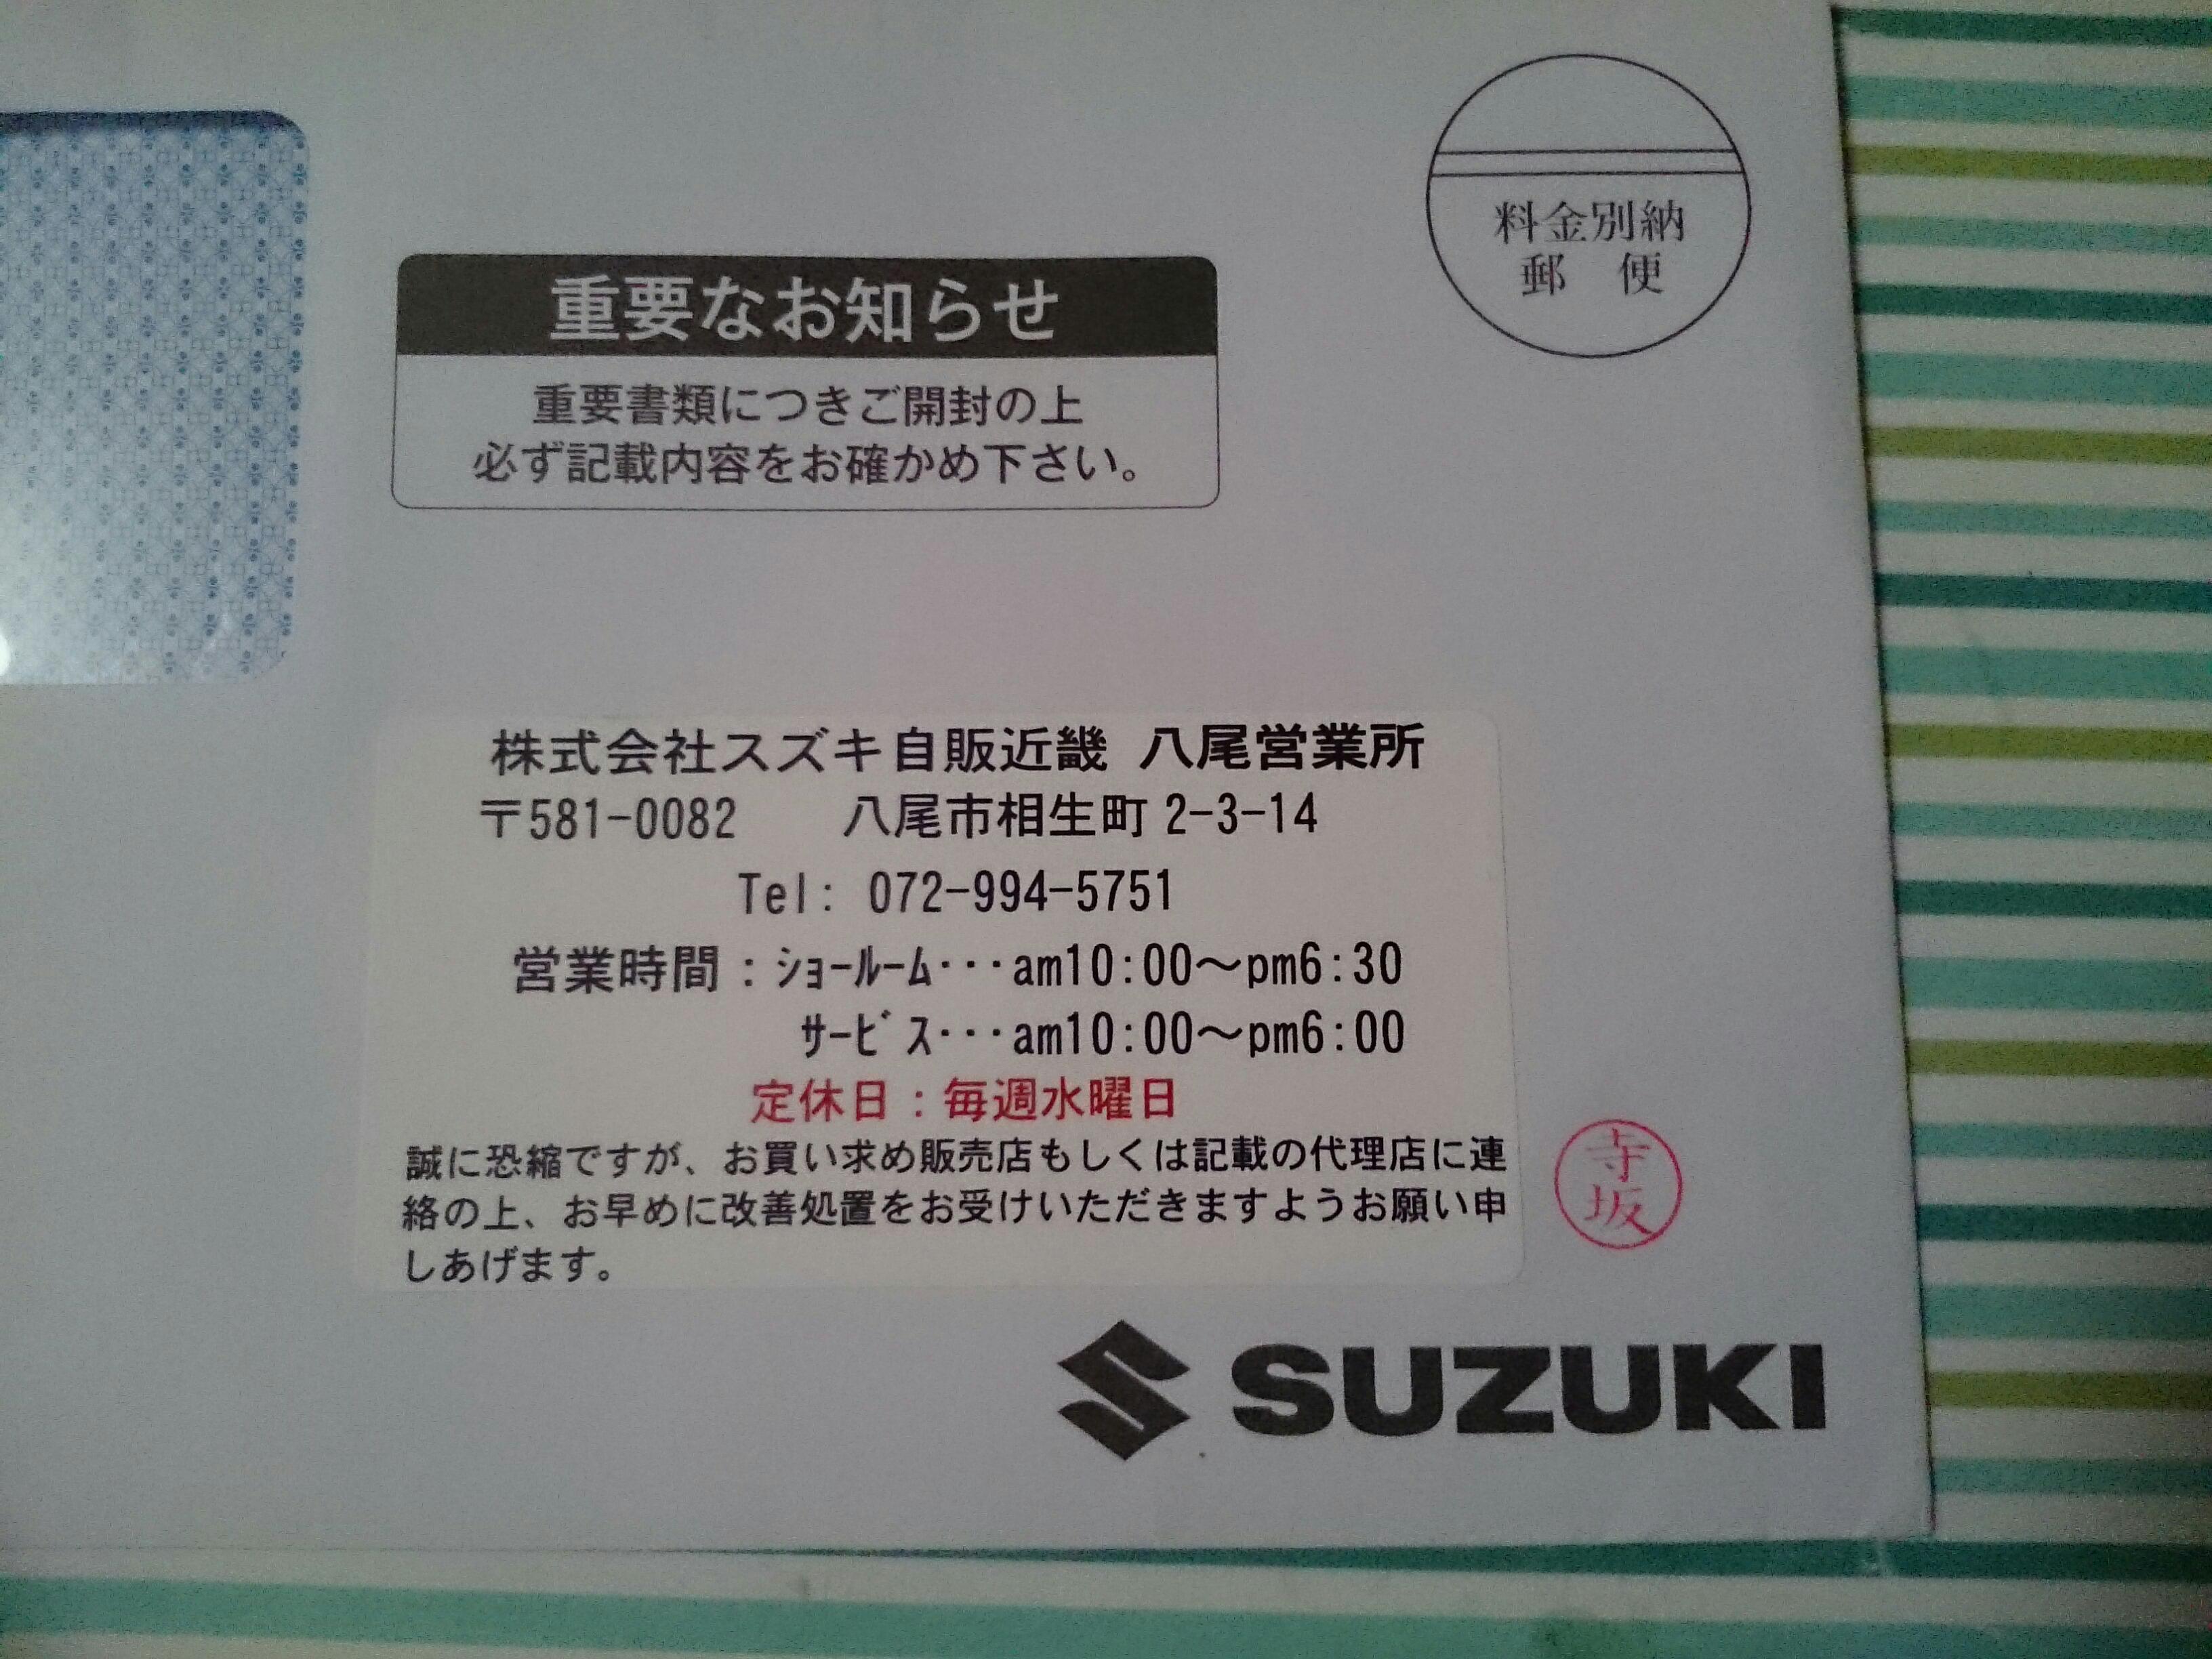 料金別納
郵　便
重要なお知らせ
重要書類につきご開封の上
必ず記載内容をお確かめ下さい。
株式会社スズキ自販近畿 八尾営業所
〒581-0082　　八尾市相生町 2-3-14
Tel: 072-994-5751
営業時間：ｼｮｰﾙｰﾑ･･･am10:00～pm6:30
ｻｰﾋﾞｽ･･･am10:00～pm6:00
定休日：毎週水曜日
誠に恐縮ですが、お買い求め販売店もしくは記載の代理店に連
絡の上、お早めに改善処置をお受けいただきますようお願い申
しあげます。
寺
坂
SUZUKI